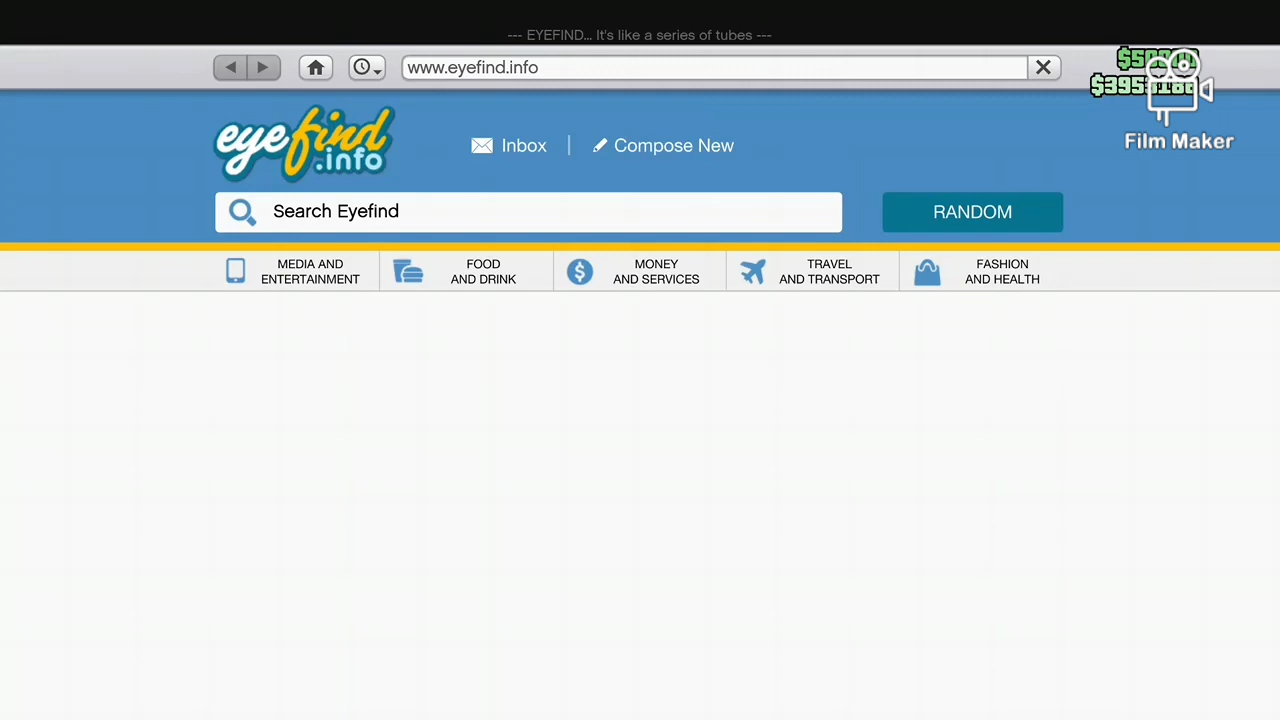 --- EYEFIND... It's like a series of tubes ---
www.eyefind.info
eyefind
.info
Inbox
Compose New
Film Maker
Search Eyefind
RANDOM
MEDIA AND
ENTERTAINMENT
FOOD
AND DRINK
MONEY
AND SERVICES
TRAVEL
AND TRANSPORT
FASHION
AND HEALTH